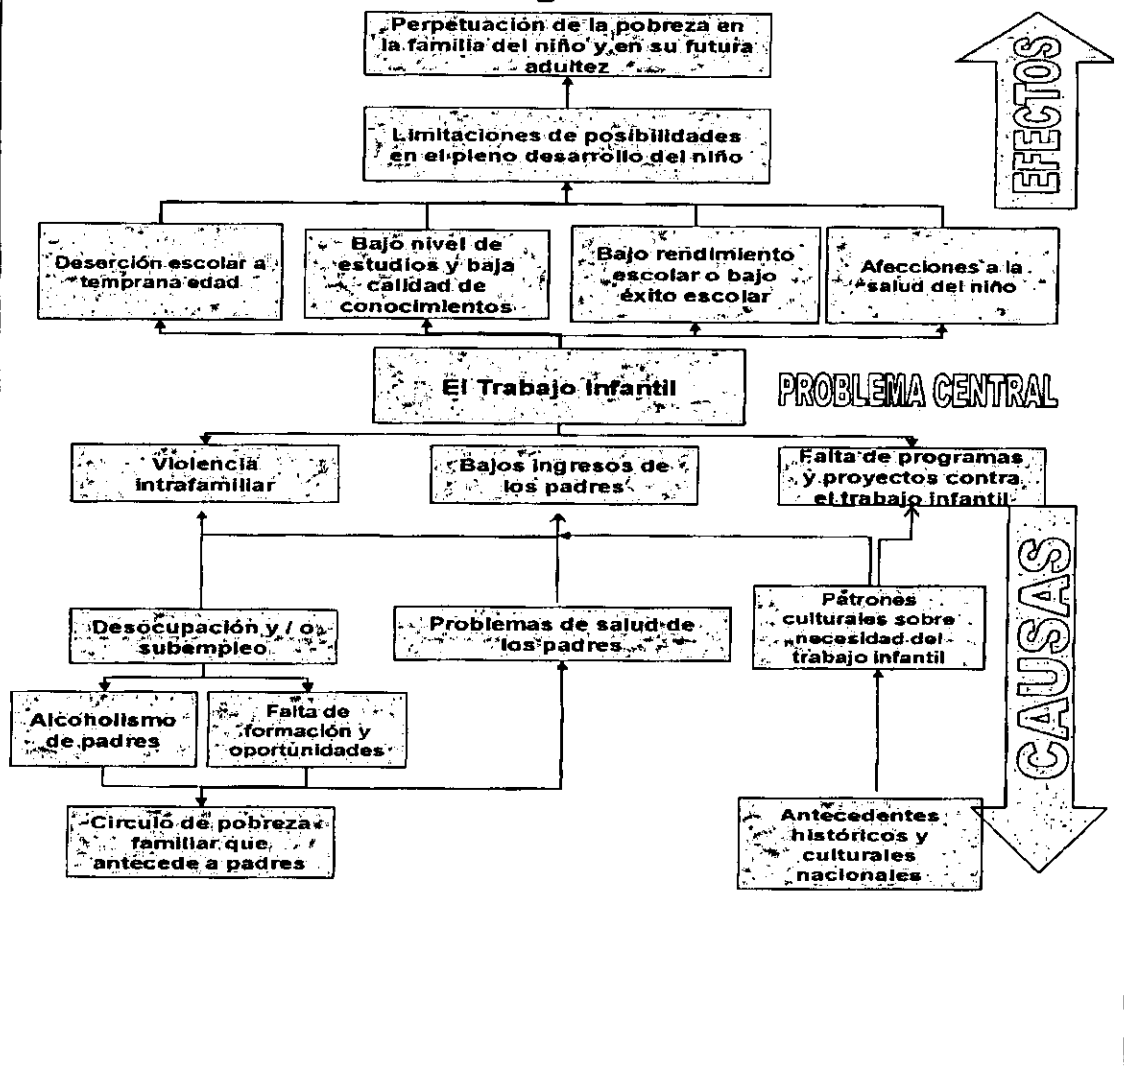 Perpetuación de la pobreza en
la familia del niño y en su futura
adultez
EFECTOS
Limitaciones de posibilidades
en el pleno desarrollo del niño
Deserción escolar a
temprana edad
Bajo nivel de
estudios y baja
calidad de
conocimientos
Bajo rendimiento
escolar o bajo
éxito escolar
Afecciones a la
salud del niño
El Trabajo Infantil
PROBLEMA CENTRAL
Violencia
intrafamiliar
Bajos ingresos de
los padres
Falta de programas
y proyectos contra
el trabajo infantil
CAUSAS
Desocupación y / o
subempleo
Problemas de salud de
los padres
Patrones
culturales sobre
necesidad del
trabajo infantil
Alcoholismo
de padres
Falta de
formación y
oportunidades
Circulo de pobreza
familiar que
antecede a padres
Antecedentes
históricos y
culturales
nacionales